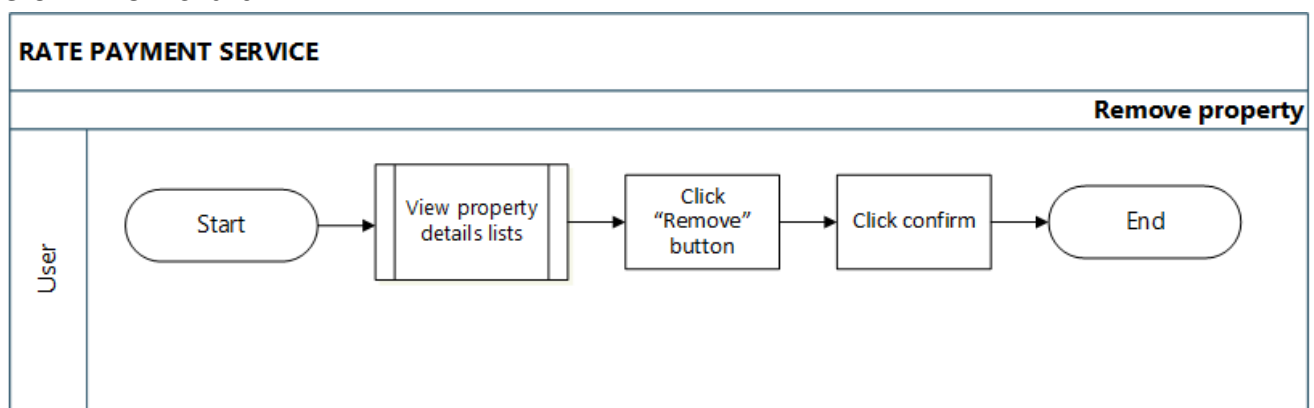 RATE PAYMENT SERVICE
Remove property
User
Start
View property
details lists
Click
“Remove”
button
Click confirm
End